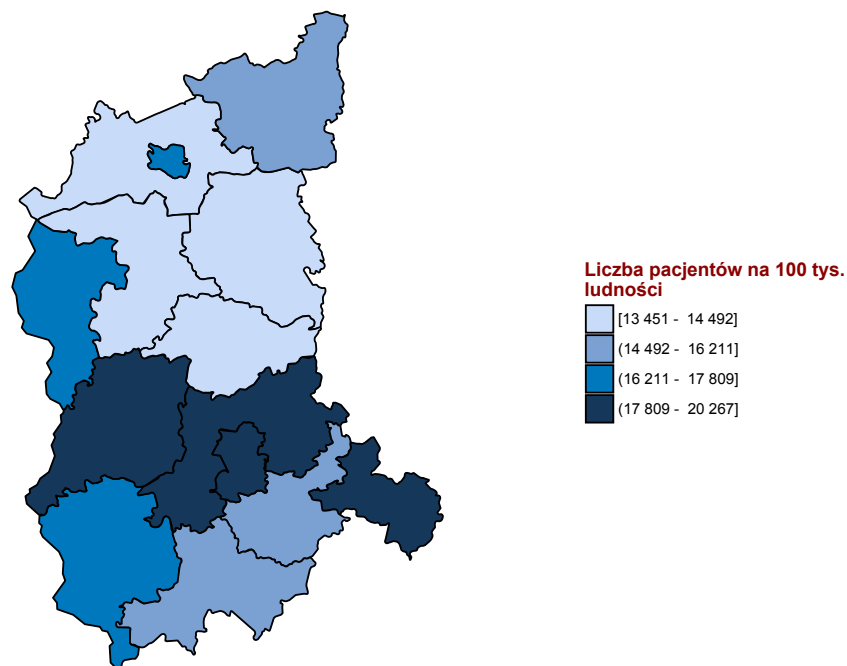 Liczba pacjentów na 100 tys.
ludności
[13 451 - 14 492]
(14 492 - 16 211]
(16 211 - 17 809]
(17 809 - 20 267]